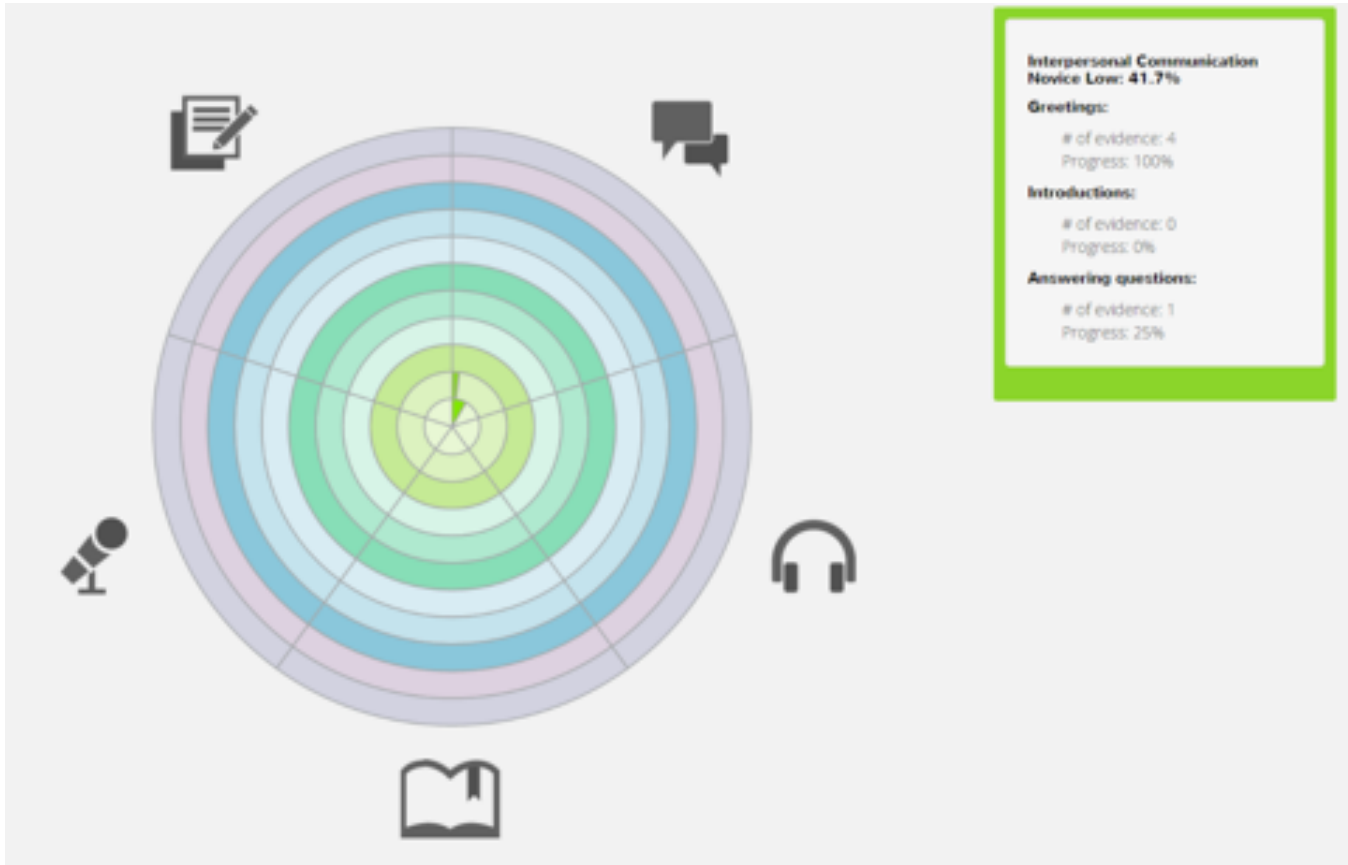 Interpersonal Communication
Novice Low: 41.7%
Greetings:
# of evidence: 4
Progress: 100%
Introductions:
# of evidence: 0
Progress: 0%
Answering questions:
# of evidence: 1
Progress: 25%